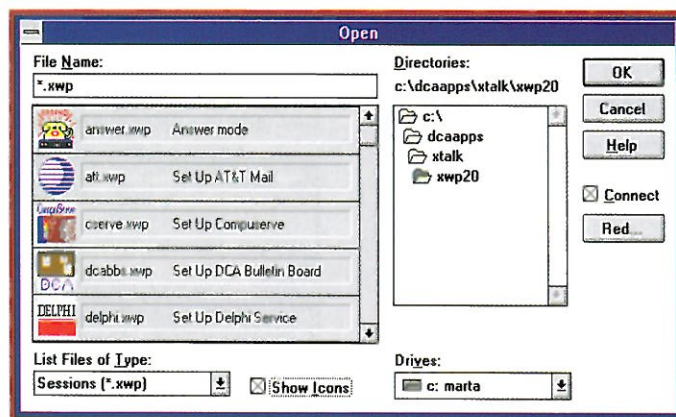 Open
File Name:
*.xwp
answer.xwp Answer mode
att.xwp Set Up AT&T Mail
CompuServe
cserve.xwp Set Up Compuserve
dcabbs.xwp Set Up DCA Bulletin Board
DCA
DELPHI
delphi.xwp Set Up Delphi Service
List Files of Type:
Sessions (*.xwp)
Show Icons
Directories:
c:\dcaapps\xtalk\xwp20
c:\
dcaapps
xtalk
xwp20
Drives:
c: marta
OK
Cancel
Help
Connect
Red...